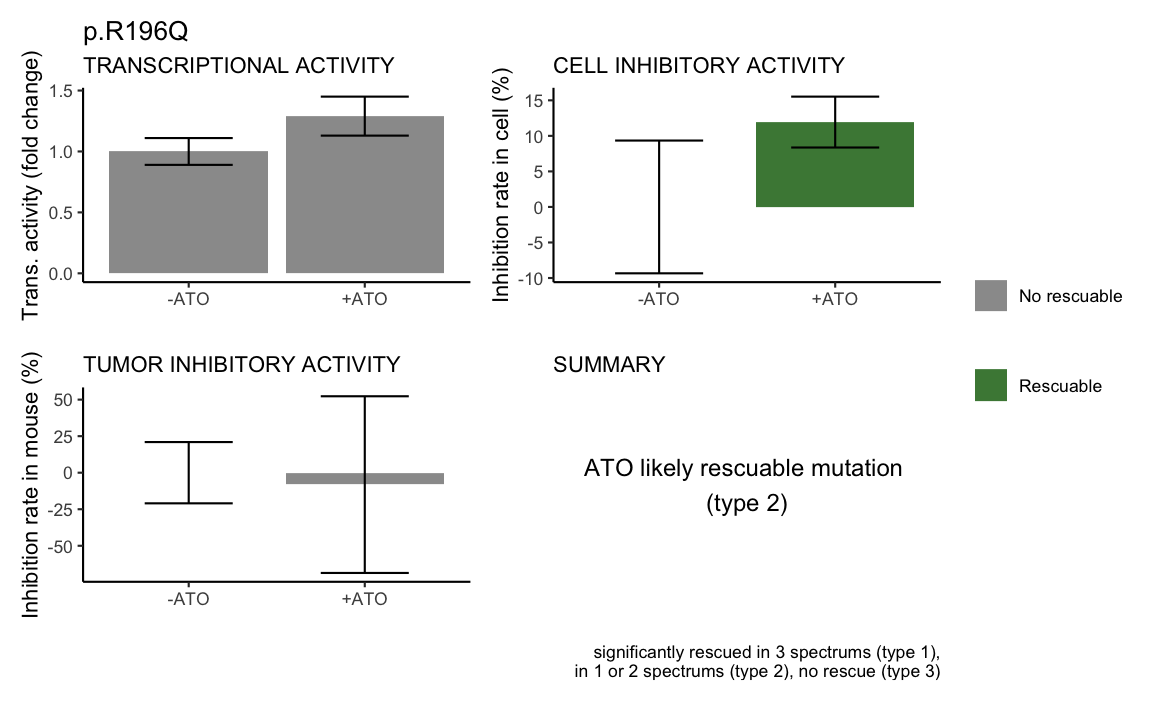 p.R196Q
TRANSCRIPTIONAL ACTIVITY
Trans. activity (fold change)
1.5
1.0
0.5
0.0
-ATO
+ATO
CELL INHIBITORY ACTIVITY
Inhibition rate in cell (%)
15
10
5
0
-5
-10
-ATO
+ATO
No rescuable
Rescuable
TUMOR INHIBITORY ACTIVITY
Inhibition rate in mouse (%)
50
25
0
-25
-50
-ATO
+ATO
SUMMARY
ATO likely rescuable mutation
(type 2)
significantly rescued in 3 spectrums (type 1),
in 1 or 2 spectrums (type 2), no rescue (type 3)